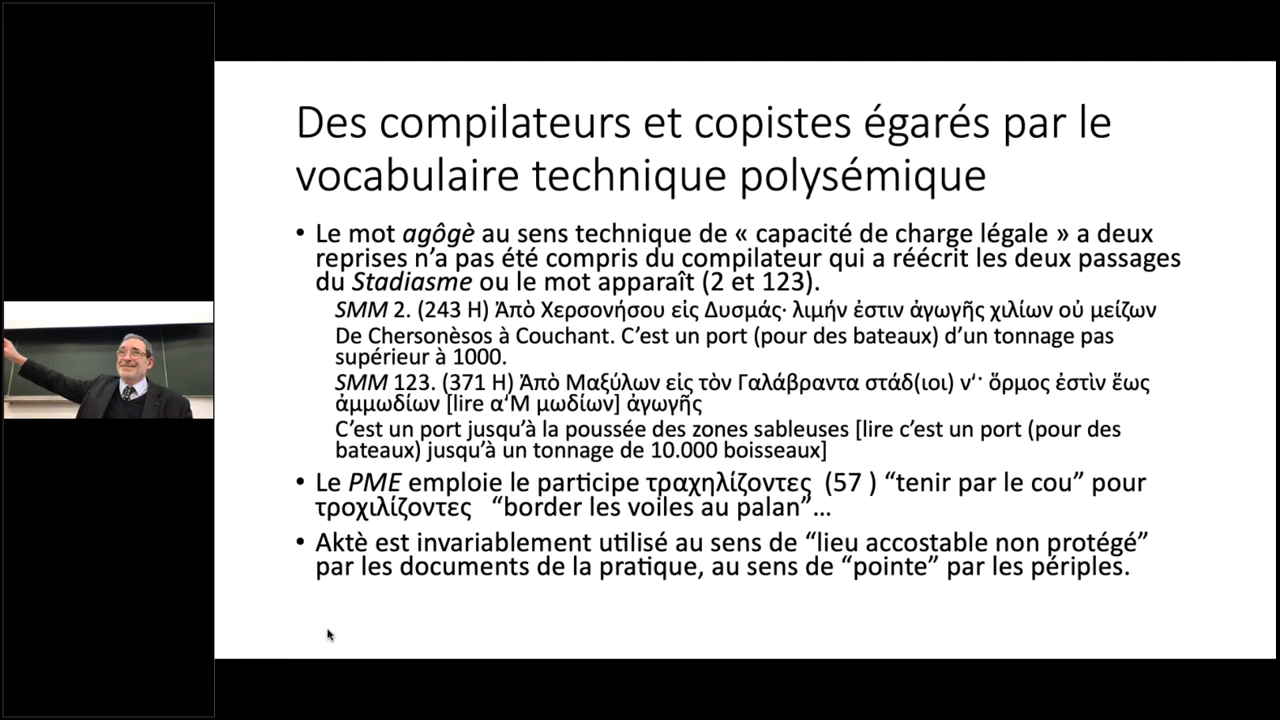 Des compilateurs et copistes égarés par le
vocabulaire technique polysémique
• Le mot agôgè au sens technique de « capacité de charge légale » a deux
reprises n’a pas été compris du compilateur qui a réécrit les deux passages
du Stadiasme ou le mot apparaît (2 et 123).
SMM 2. (243 H) Ἀπὸ Χερσονήσου εἰς Δυσμάς· λιμήν ἐστιν ἀγωγῆς χιλίων οὐ μείζων
De Chersonèsos à Couchant. C’est un port (pour des bateaux) d’un tonnage pas
supérieur à 1000.
SMM 123. (371 H) Ἀπὸ Μαξύλων εἰς τὸν Γαλάβραντα στάδ(ιοι) ν‘· ὅρμος ἐστὶν ἕως
ἀμμωδίων [lire α‘Μ μωδίων] ἀγωγῆς
C’est un port jusqu’à la poussée des zones sableuses [lire c’est un port (pour des
bateaux) jusqu’à un tonnage de 10.000 boisseaux]
• Le PME emploie le participe τραχηλίζοντες (57 ) “tenir par le cou” pour
τροχιλίζοντες “border les voiles au palan”...
• Aktè est invariablement utilisé au sens de “lieu accostable non protégé”
par les documents de la pratique, au sens de “pointe” par les périples.